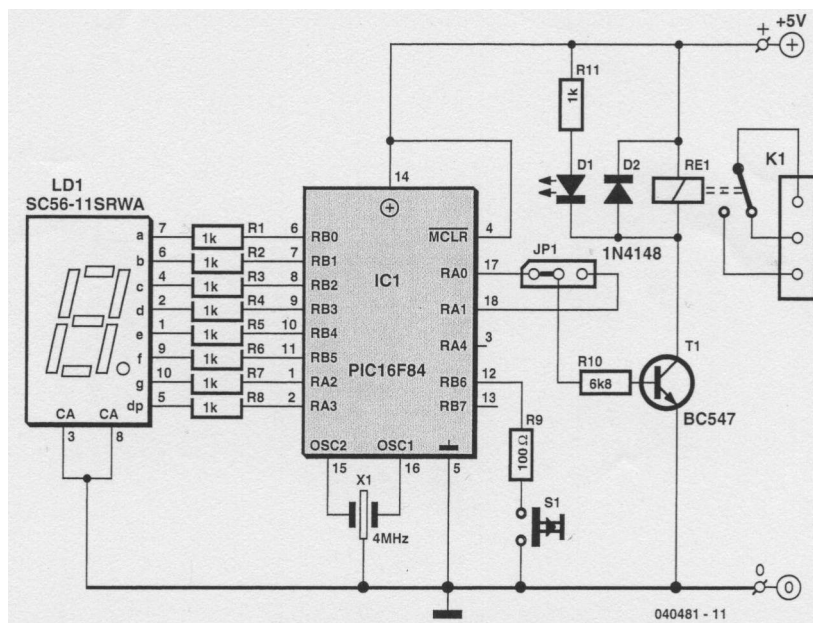 + +5V
+
R11
1k
14
LD1
SC56-11SRWA
D1
D2
RE1
K1
a 7 1k R1 6 RB0
b 6 1k R2 7 RB1
c 4 1k R3 8 RB2
d 2 1k R4 9 RB3
e 1 1k R5 10 RB4
f 9 1k R6 11 RB5
g 10 1k R7 1 RA2
dp 5 1k R8 2 RA3
MCLR 4
IC1
1N4148
RA0 17
JP1
RA1 18
RA4 3
PIC16F84
RB6 12
RB7 13
R10
6k8
T1
BC547
CA CA
3 8
OSC2 OSC1
15 16 5
X1
4MHz
R9
100Ω
S1
0
0
040481 - 11